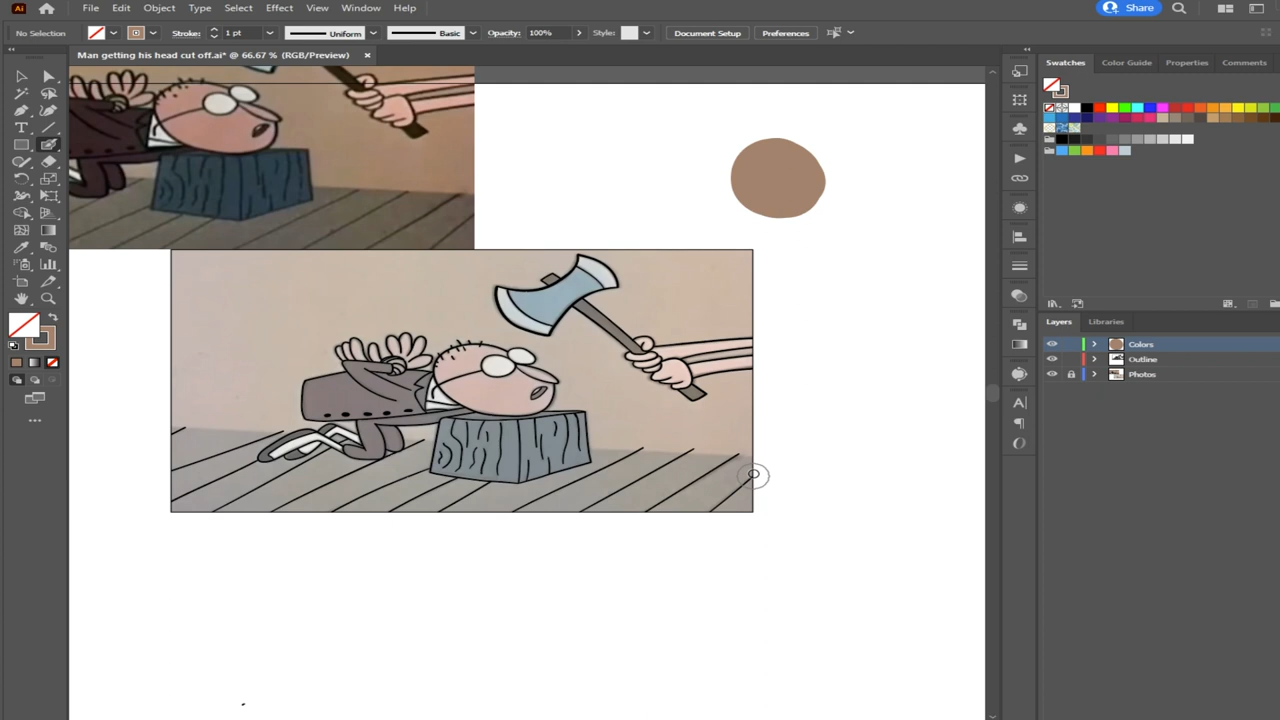 Ai File Edit Object Type Select Effect View Window Help Share
No Selection Stroke: 1 pt Uniform Basic Opacity: 100% Style: Document Setup Preferences
Man getting his head cut off.ai* @ 66.67 % (RGB/Preview) ×
Swatches Color Guide Properties Comments
Layers Libraries
Colors
Outline
Photos